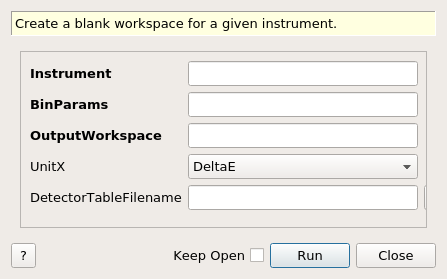 Create a blank workspace for a given instrument.
Instrument
BinParams
OutputWorkspace
UnitX DeltaE
DetectorTableFilename
? Keep Open Run Close